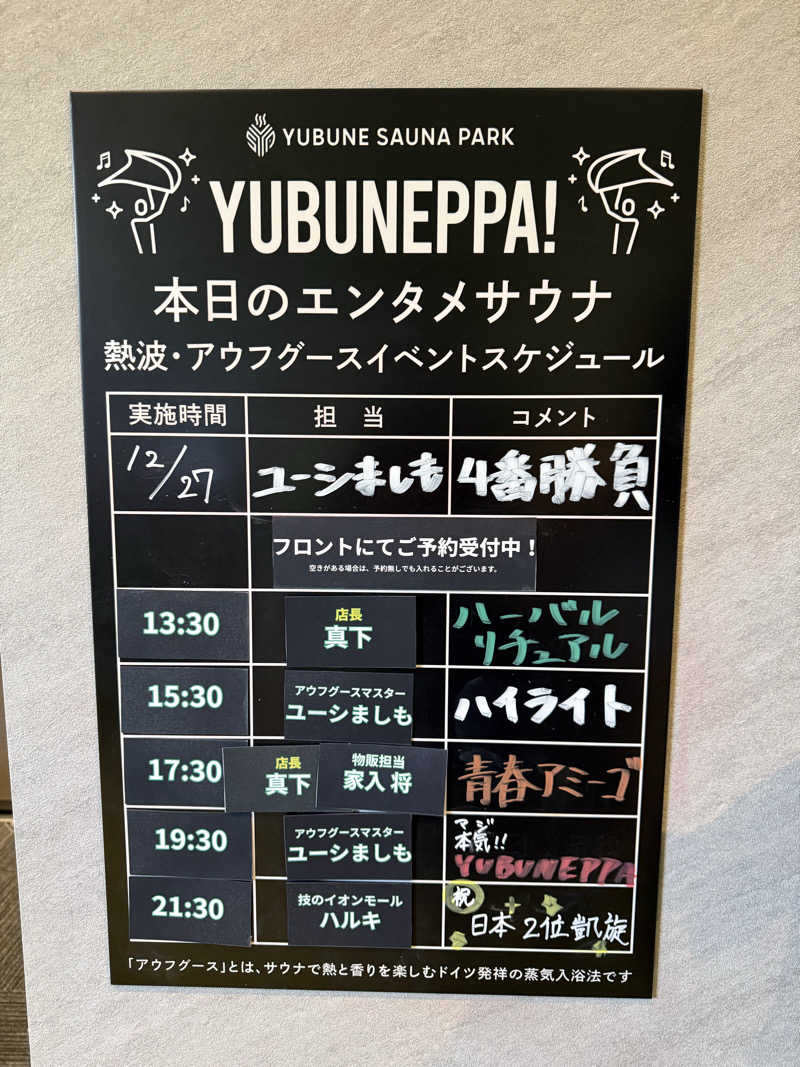 YUBUNE SAUNA PARK
YUBUNEPPA!
本日のエンタメサウナ
熱波・アウフグースイベントスケジュール
実施時間 担当 コメント
12/27 ユーシましも 4番勝負
フロントにてご予約受付中！
空きがある場合は、予約無しでも入れることがございます。
13:30 店長 真下 ハーバル
リチュアル
15:30 アウフグースマスター
ユーシましも ハイライト
17:30 店長 真下 物販担当 家入 将 青春アミーゴ
19:30 アウフグースマスター
ユーシましも マジ
本気!!
YUBUNEPPA
21:30 技のイオンモール
ハルキ 祝
日本2位凱旋
「アウフグース」とは、サウナで熱と香りを楽しむドイツ発祥の蒸気入浴法です